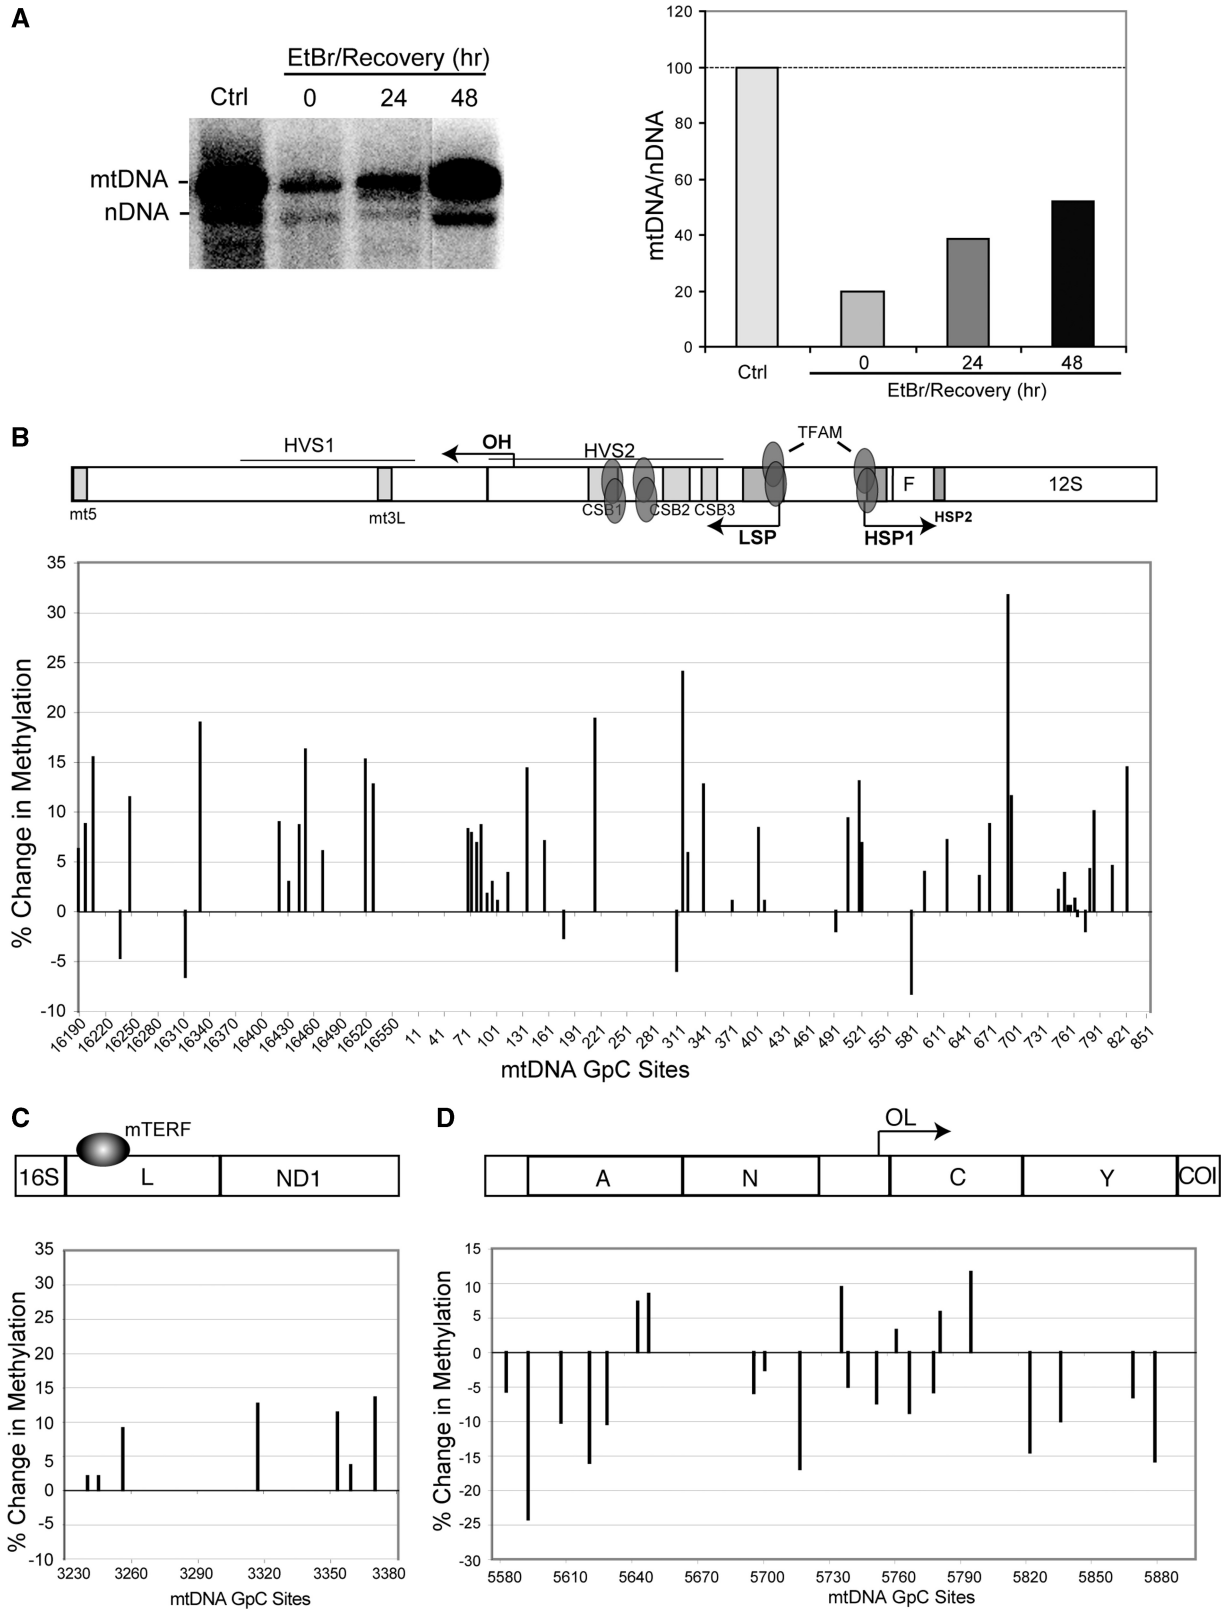 A
EtBr/Recovery (hr)
Ctrl 0 24 48
mtDNA
nDNA
mtDNA/nDNA
120
100
80
60
40
20
0
Ctrl 0 24 48
EtBr/Recovery (hr)
B
HVS1 OH HVS2 TFAM
F 12S
mt5 mt3L CSB1 CSB2 CSB3 LSP HSP1 HSP2
% Change in Methylation
35
30
25
20
15
10
5
0
-5
-10
16190 16220 16250 16280 16310 16340 16370 16400 16430 16460 16490 16520 16550 11 41 71 101 131 161 191 221 251 281 311 341 371 401 431 461 491 521 551 581 611 641 671 701 731 761 791 821 851
mtDNA GpC Sites
C
mTERF
16S L ND1
% Change in Methylation
35
30
25
20
15
10
5
0
-5
-10
3230 3260 3290 3320 3350 3380
mtDNA GpC Sites
D
OL
A N C Y COI
% Change in Methylation
15
10
5
0
-5
-10
-15
-20
-25
-30
5580 5610 5640 5670 5700 5730 5760 5790 5820 5850 5880
mtDNA GpC Sites